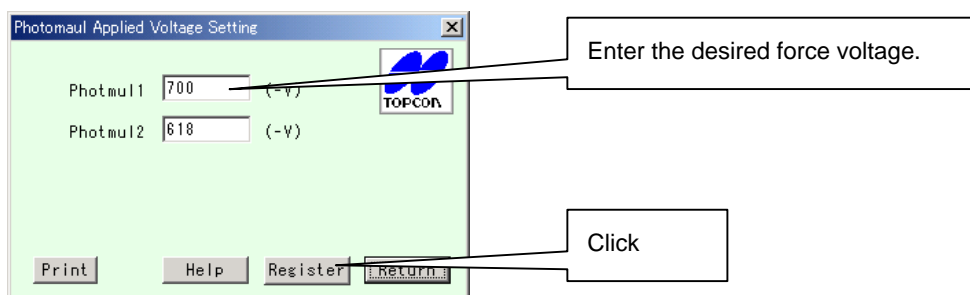 Photomaul Applied Voltage Setting
Enter the desired force voltage.
Photmul1 700 (-V)
TOPCON
Photmul2 618 (-V)
Click
Print Help Register Return